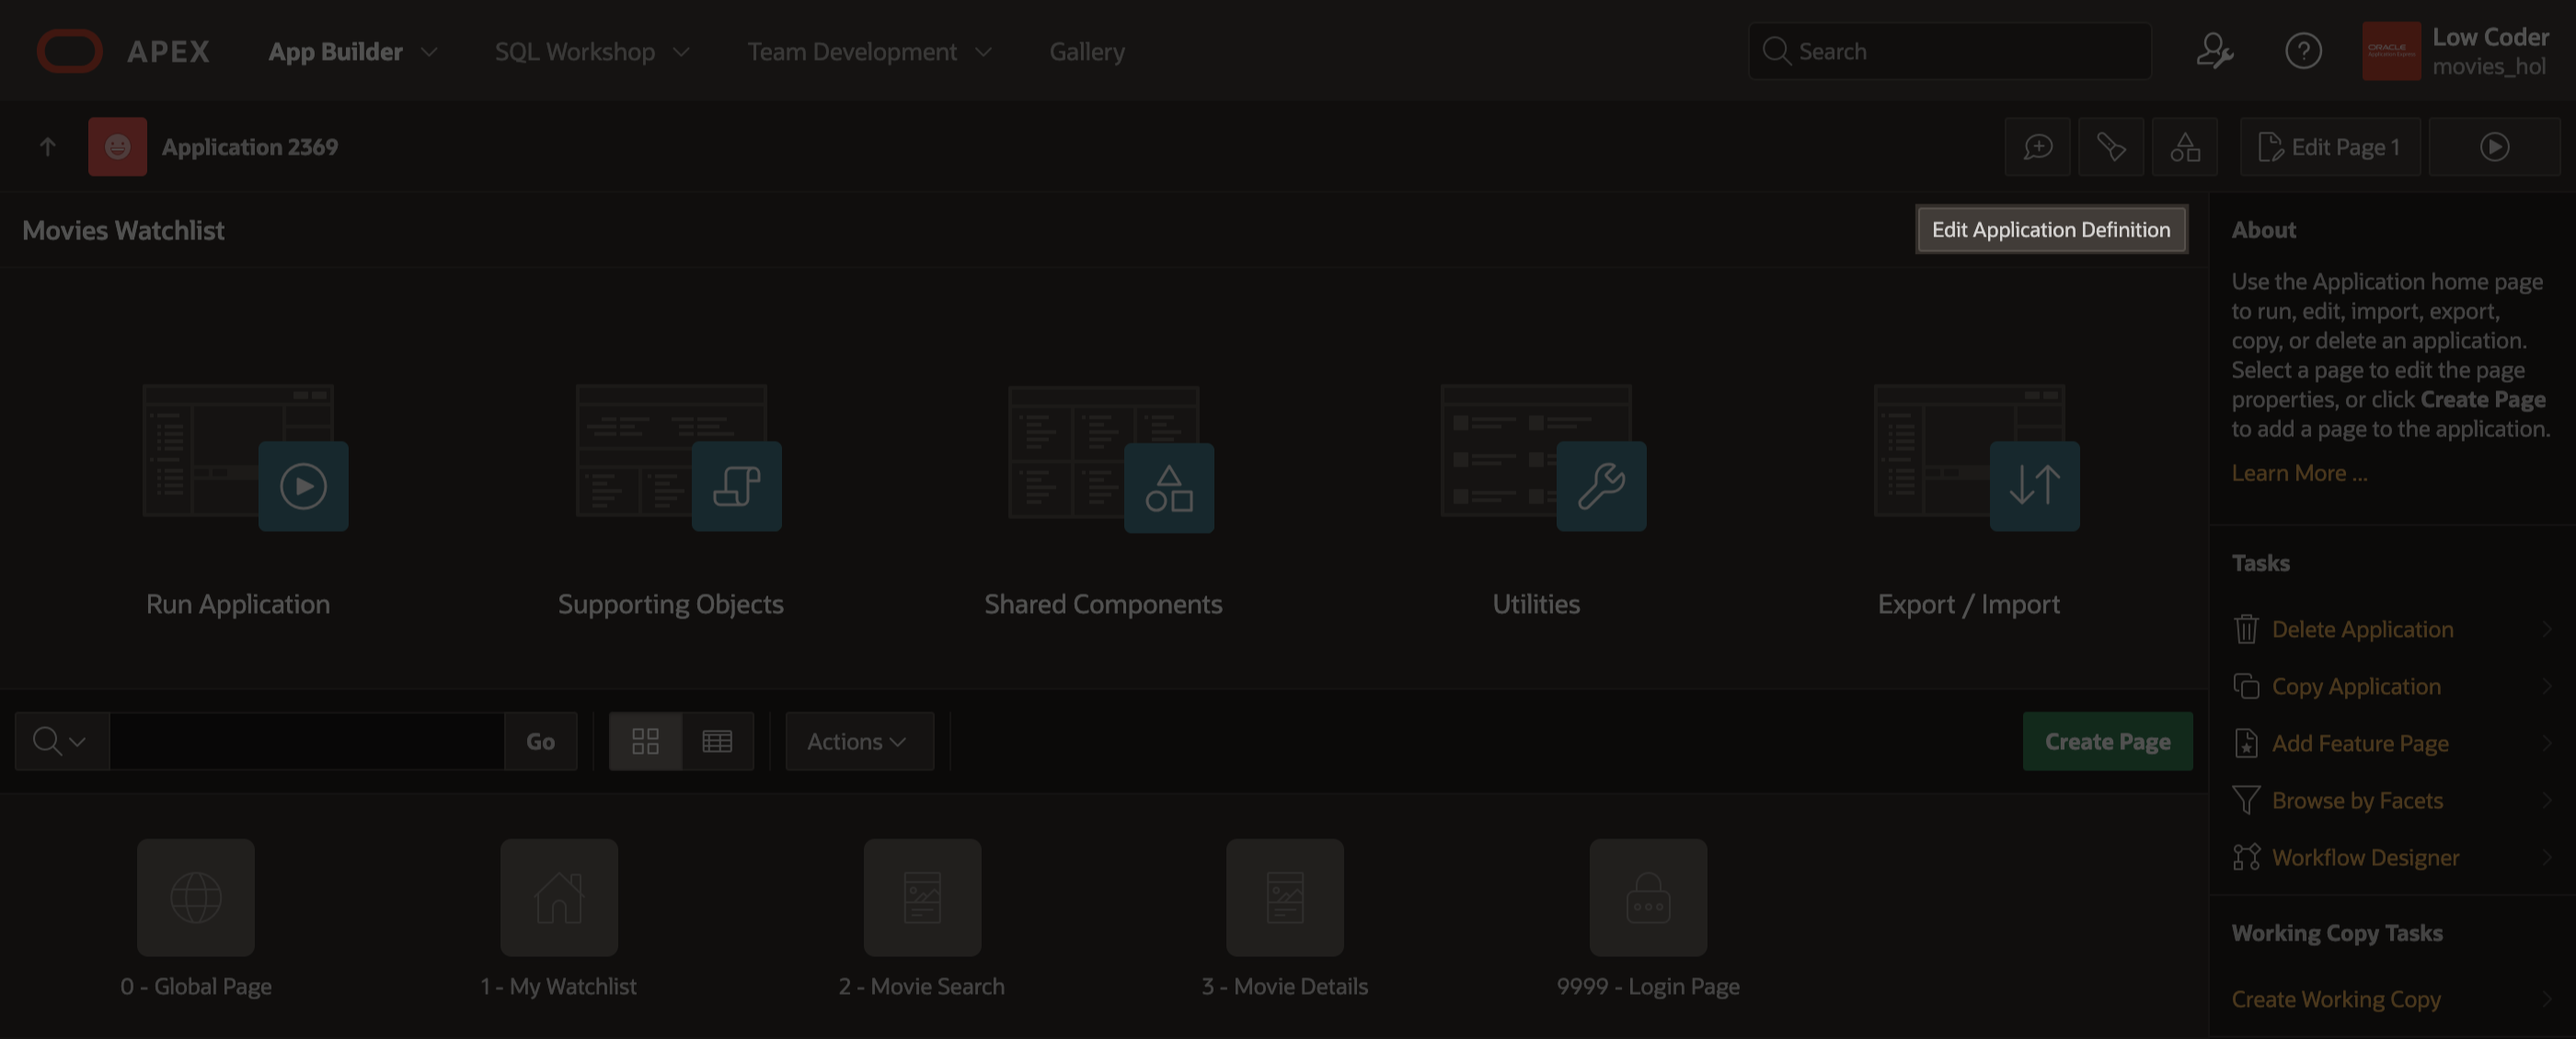 APEX
App Builder
SQL Workshop
Team Development
Gallery
Search
ORACLE
Low Coder
movies_hol
Application 2369
Edit Page 1
Movies Watchlist
Edit Application Definition
Run Application
Supporting Objects
Shared Components
Utilities
Export / Import
Go
Actions
Create Page
0 - Global Page
1 - My Watchlist
2 - Movie Search
3 - Movie Details
9999 - Login Page
About
Use the Application home page
to run, edit, import, export,
copy, or delete an application.
Select a page to edit the page
properties, or click Create Page
to add a page to the application.
Learn More ...
Tasks
Delete Application
Copy Application
Add Feature Page
Browse by Facets
Workflow Designer
Working Copy Tasks
Create Working Copy